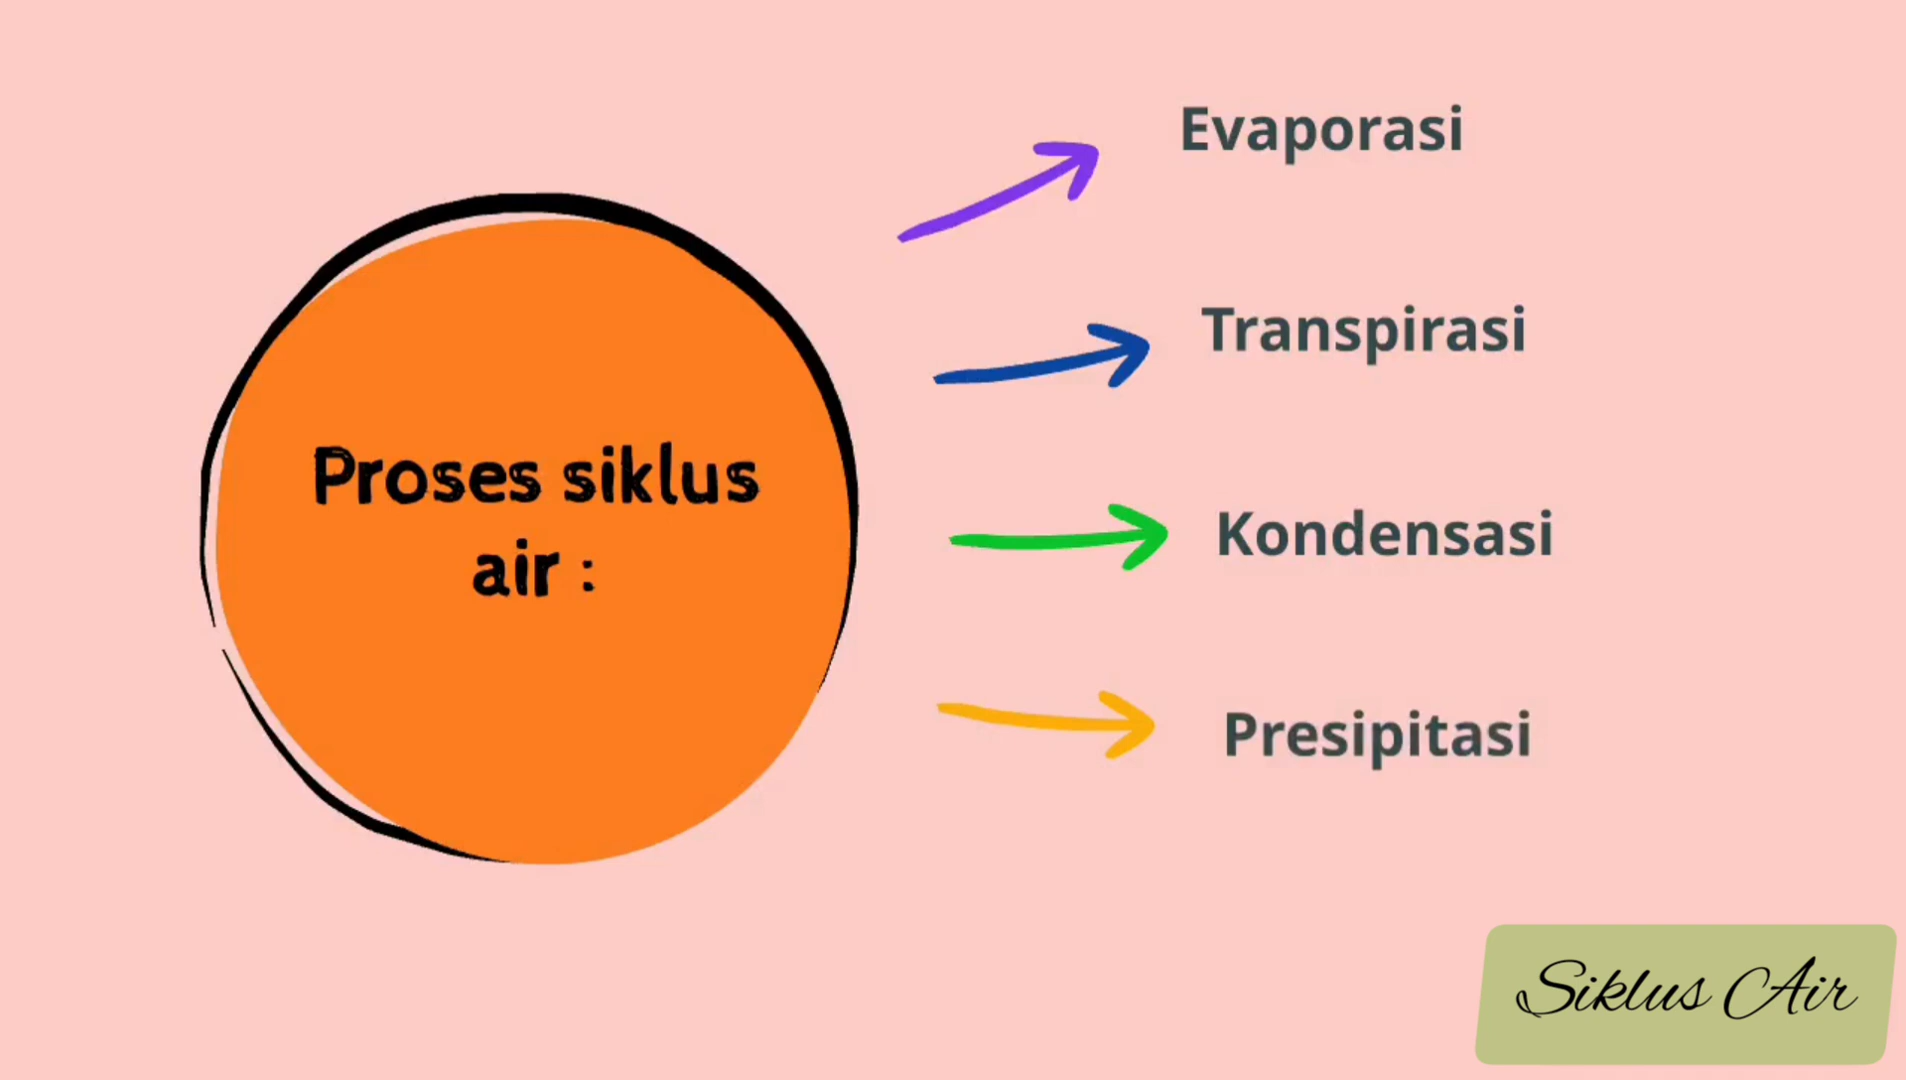 Proses siklus
air :
Evaporasi
Transpirasi
Kondensasi
Presipitasi
Siklus Air